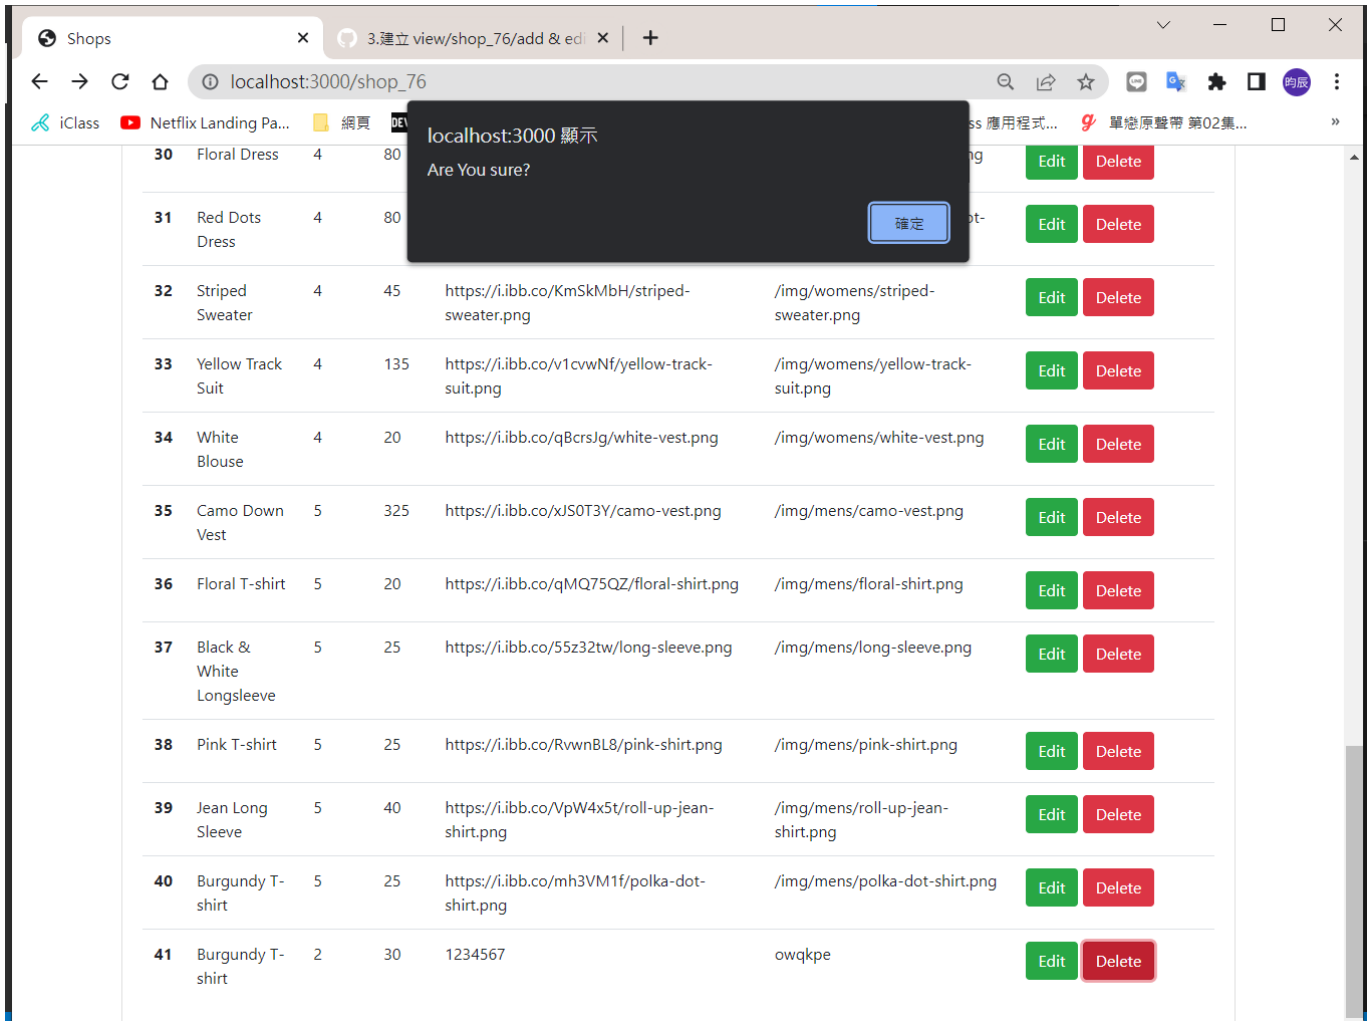 Shops
3.建立 view/shop_76/add & edi
localhost:3000/shop_76
昀辰
iClass
Netflix Landing Pa...
網頁
DEV
ss 應用程式...
單戀原聲帶 第02集...
»
localhost:3000 顯示
Are You sure?
確定
30 Floral Dress 4 80 ng Edit Delete
31 Red Dots 4 80 ot- Edit Delete
Dress
32 Striped 4 45 https://i.ibb.co/KmSkMbH/striped- /img/womens/striped- Edit Delete
Sweater sweater.png sweater.png
33 Yellow Track 4 135 https://i.ibb.co/v1cvwNf/yellow-track- /img/womens/yellow-track- Edit Delete
Suit suit.png suit.png
34 White 4 20 https://i.ibb.co/qBcrsJg/white-vest.png /img/womens/white-vest.png Edit Delete
Blouse
35 Camo Down 5 325 https://i.ibb.co/xJS0T3Y/camo-vest.png /img/mens/camo-vest.png Edit Delete
Vest
36 Floral T-shirt 5 20 https://i.ibb.co/qMQ75QZ/floral-shirt.png /img/mens/floral-shirt.png Edit Delete
37 Black & 5 25 https://i.ibb.co/55z32tw/long-sleeve.png /img/mens/long-sleeve.png Edit Delete
White
Longsleeve
38 Pink T-shirt 5 25 https://i.ibb.co/RvwnBL8/pink-shirt.png /img/mens/pink-shirt.png Edit Delete
39 Jean Long 5 40 https://i.ibb.co/VpW4x5t/roll-up-jean- /img/mens/roll-up-jean- Edit Delete
Sleeve shirt.png shirt.png
40 Burgundy T- 5 25 https://i.ibb.co/mh3VM1f/polka-dot- /img/mens/polka-dot-shirt.png Edit Delete
shirt shirt.png
41 Burgundy T- 2 30 1234567 owqkpe Edit Delete
shirt